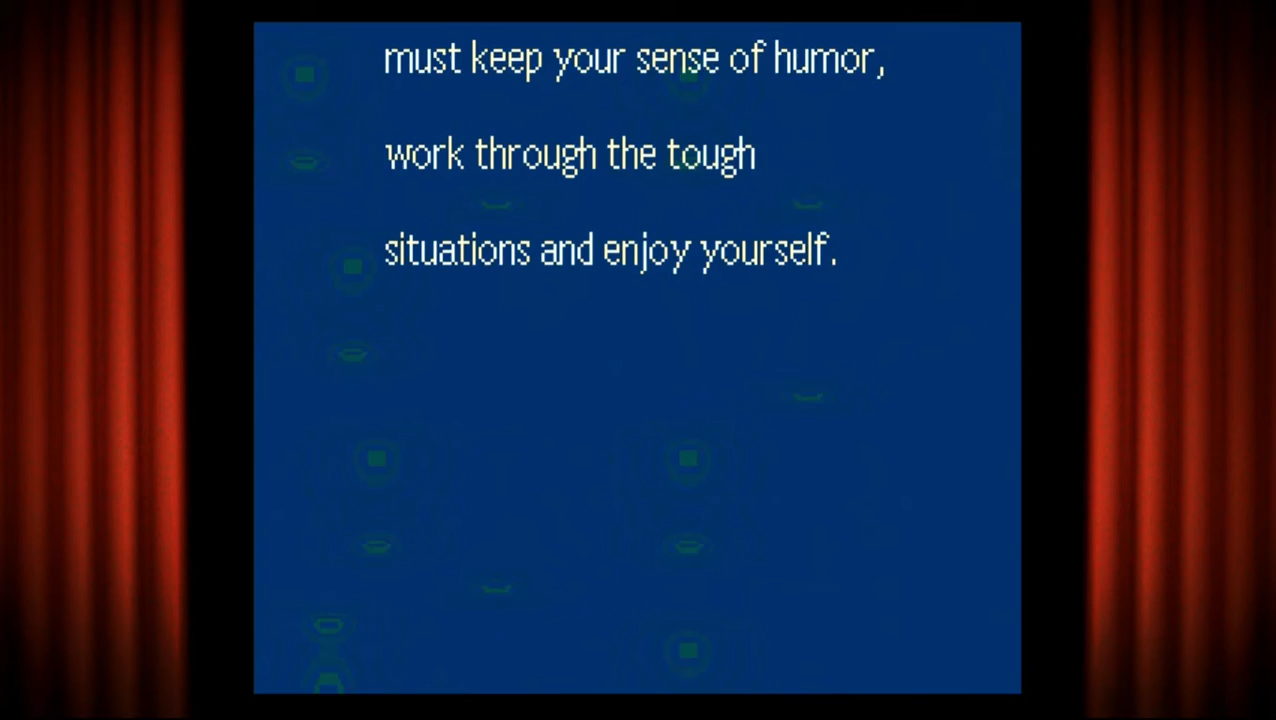 must keep your sense of humor,
work through the tough
situations and enjoy yourself.